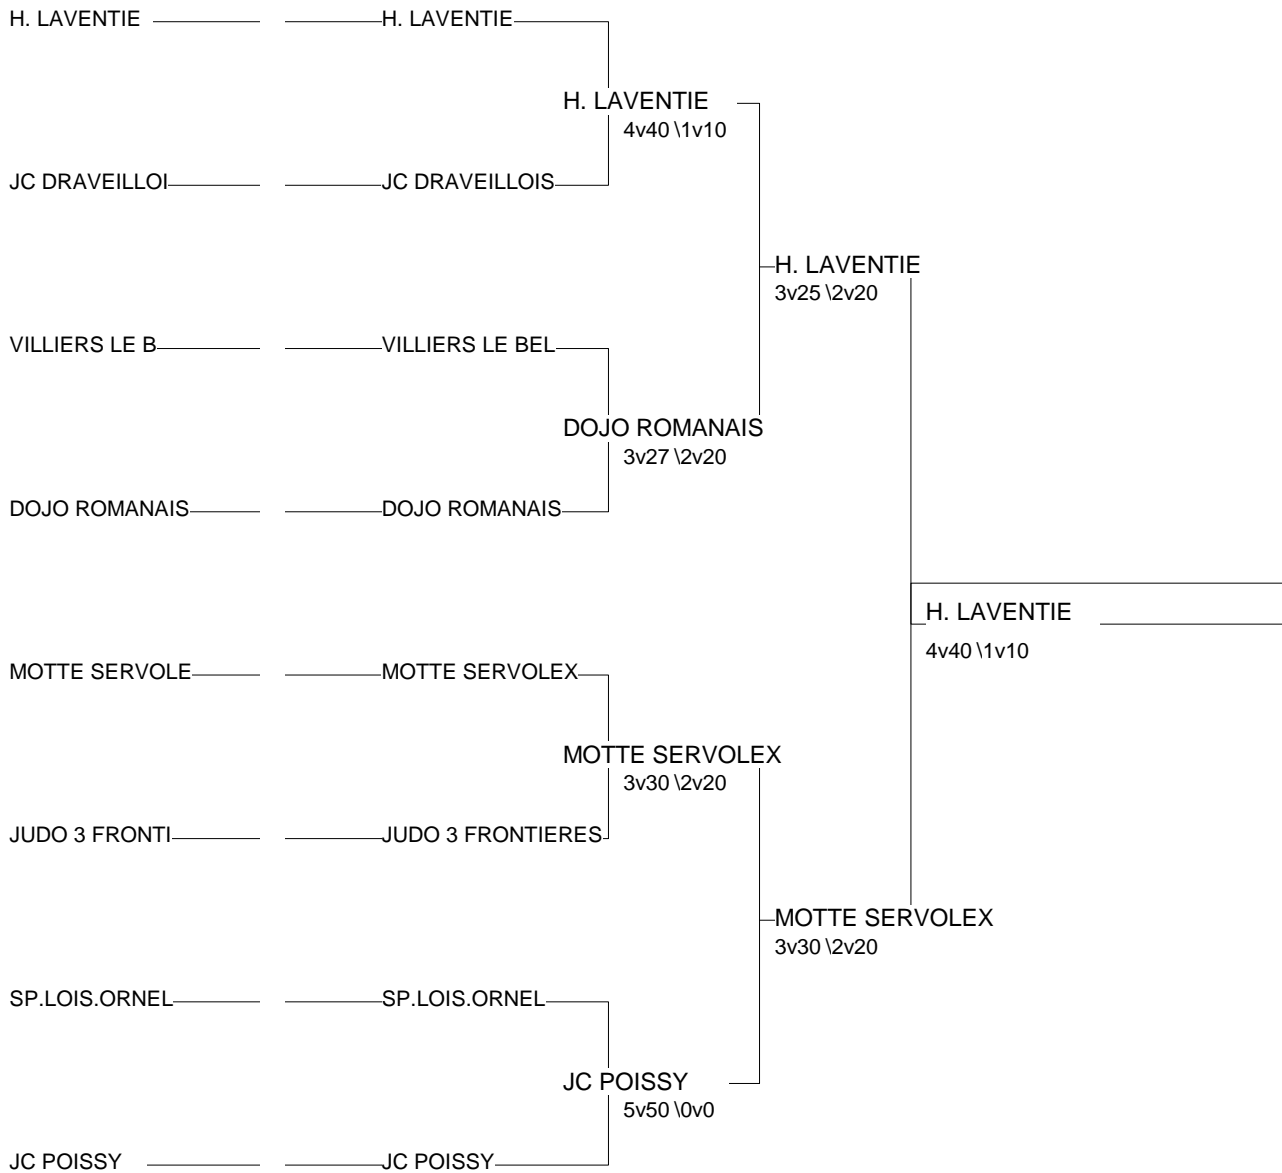 H. LAVENTIE H. LAVENTIE
H. LAVENTIE
4v40 \1v10
JC DRAVEILLOI JC DRAVEILLOIS
H. LAVENTIE
3v25 \2v20
VILLIERS LE B VILLIERS LE BEL
DOJO ROMANAIS
3v27 \2v20
DOJO ROMANAIS DOJO ROMANAIS
H. LAVENTIE
4v40 \1v10
MOTTE SERVOLE MOTTE SERVOLEX
MOTTE SERVOLEX
3v30 \2v20
JUDO 3 FRONTI JUDO 3 FRONTIERES
MOTTE SERVOLEX
3v30 \2v20
SP.LOIS.ORNEL SP.LOIS.ORNEL
JC POISSY
5v50 \0v0
JC POISSY JC POISSY